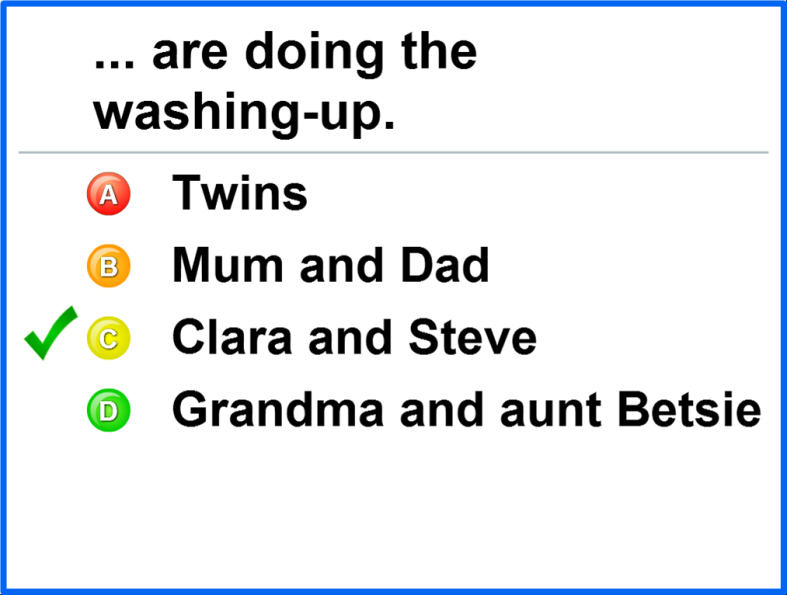 ... are doing the
washing-up.
A Twins
B Mum and Dad
C Clara and Steve
D Grandma and aunt Betsie